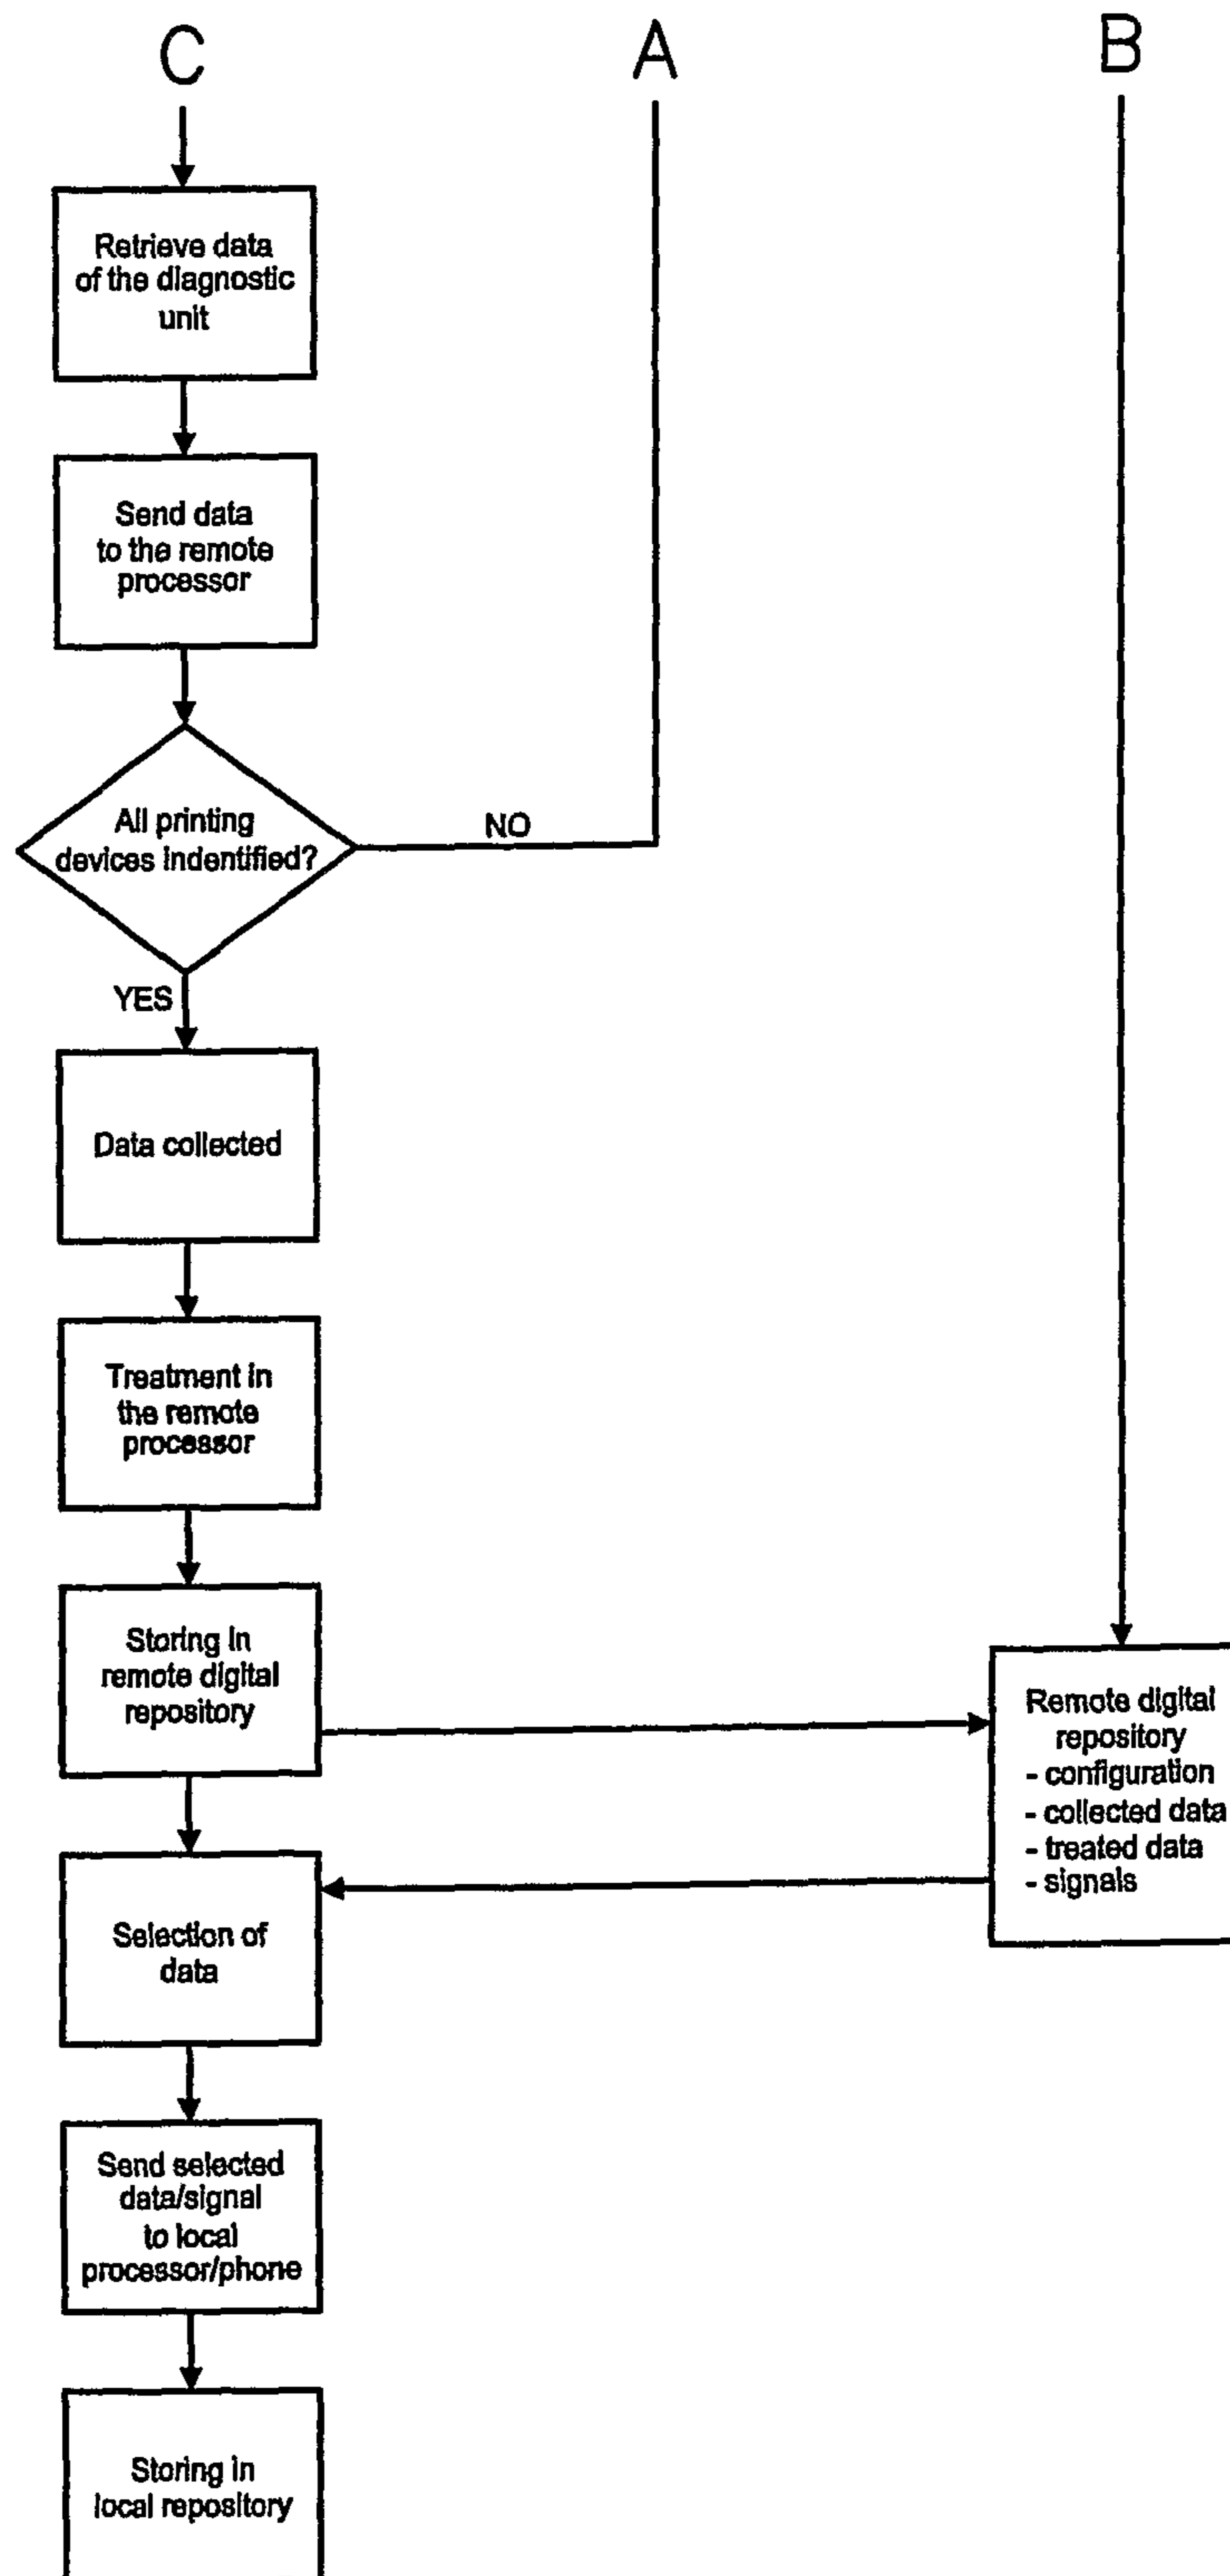 C
A
B
Retrieve data
of the diagnostic
unit
Send data
to the remote
processor
All printing
devices indentified?
NO
YES
Data collected
Treatment in
the remote
processor
Storing in
remote digital
repository
Remote digital
repository
- configuration
- collected data
- treated data
- signals
Selection of
data
Send selected
data/signal
to local
processor/phone
Storing in
local repository